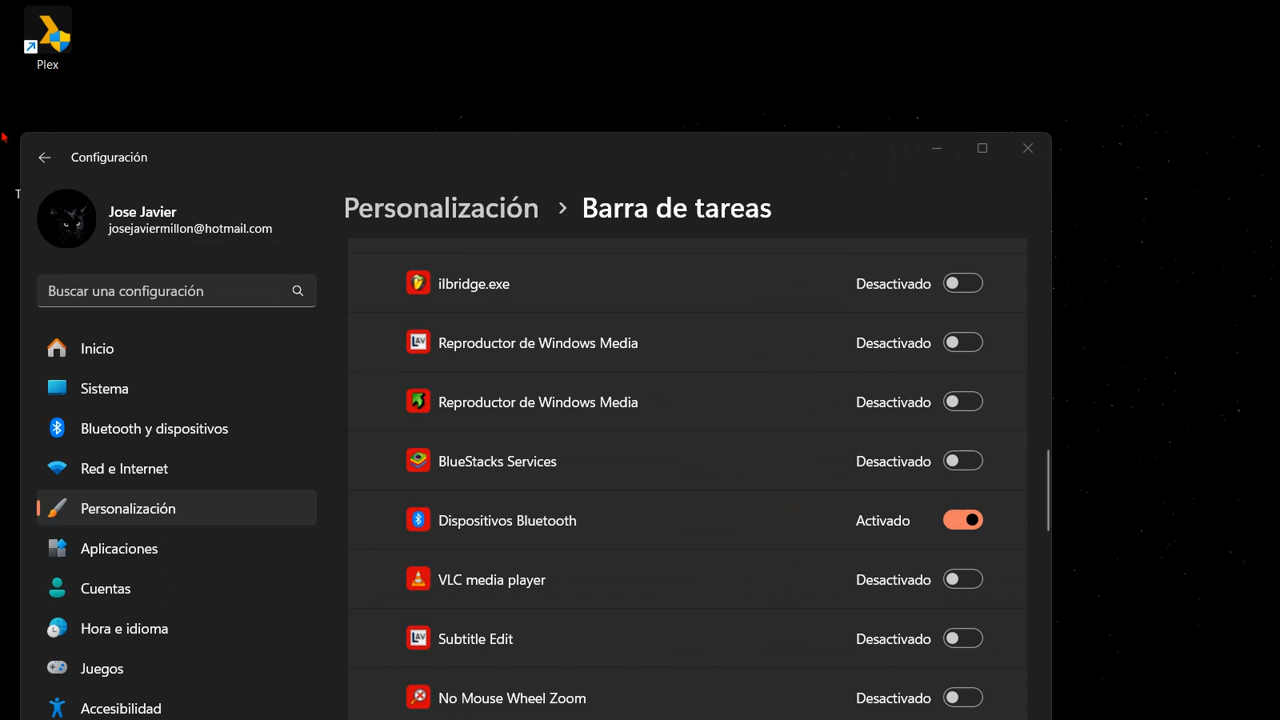 Plex
T
Configuración
Jose Javier
josejaviermillon@hotmail.com
Personalización > Barra de tareas
Buscar una configuración
Inicio
Sistema
Bluetooth y dispositivos
Red e Internet
Personalización
Aplicaciones
Cuentas
Hora e idioma
Juegos
Accesibilidad
ilbridge.exe Desactivado
LAV Reproductor de Windows Media Desactivado
Reproductor de Windows Media Desactivado
BlueStacks Services Desactivado
Dispositivos Bluetooth Activado
VLC media player Desactivado
LAV Subtitle Edit Desactivado
No Mouse Wheel Zoom Desactivado